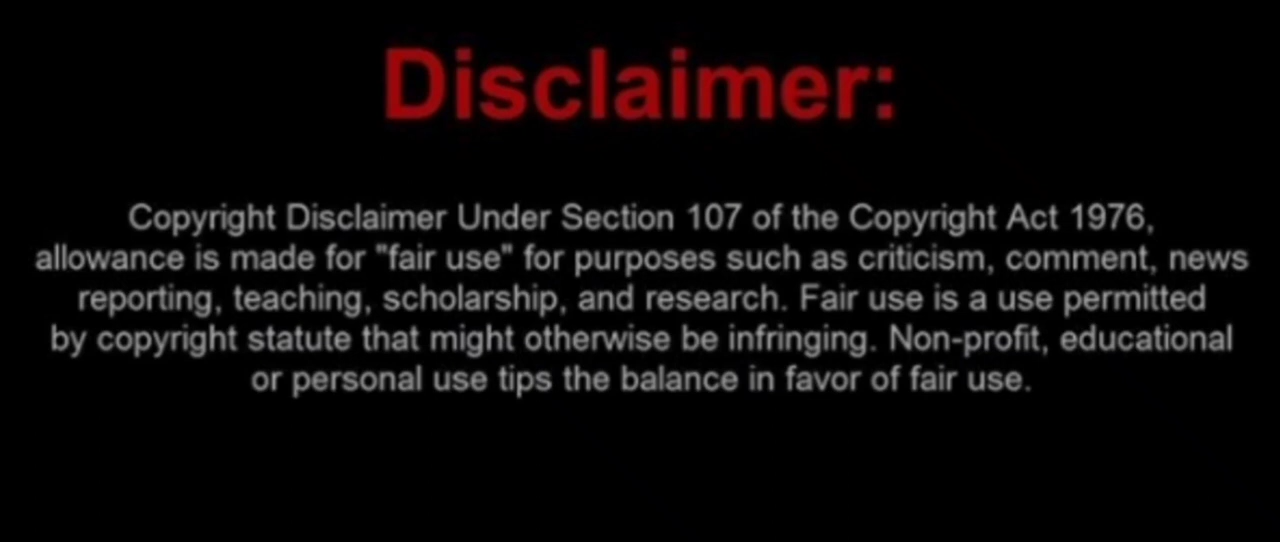 Disclaimer:
Copyright Disclaimer Under Section 107 of the Copyright Act 1976,
allowance is made for "fair use" for purposes such as criticism, comment, news
reporting, teaching, scholarship, and research. Fair use is a use permitted
by copyright statute that might otherwise be infringing. Non-profit, educational
or personal use tips the balance in favor of fair use.